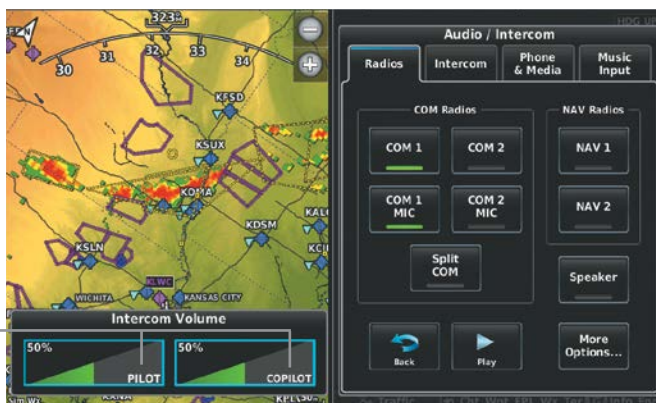 323°
30
31
32
33
34
KFSD
KSUX
KOMA
KDSM
KSLN
KLWC
WICHITA
KANSAS CITY
Intercom Volume
50%
PILOT
50%
COPILOT
HDG UP
Audio / Intercom
Radios
Intercom
Phone
& Media
Music
Input
COM Radios
COM 1
COM 2
COM 1
MIC
COM 2
MIC
Split
COM
NAV Radios
NAV 1
NAV 2
Speaker
Back
Play
More
Options...